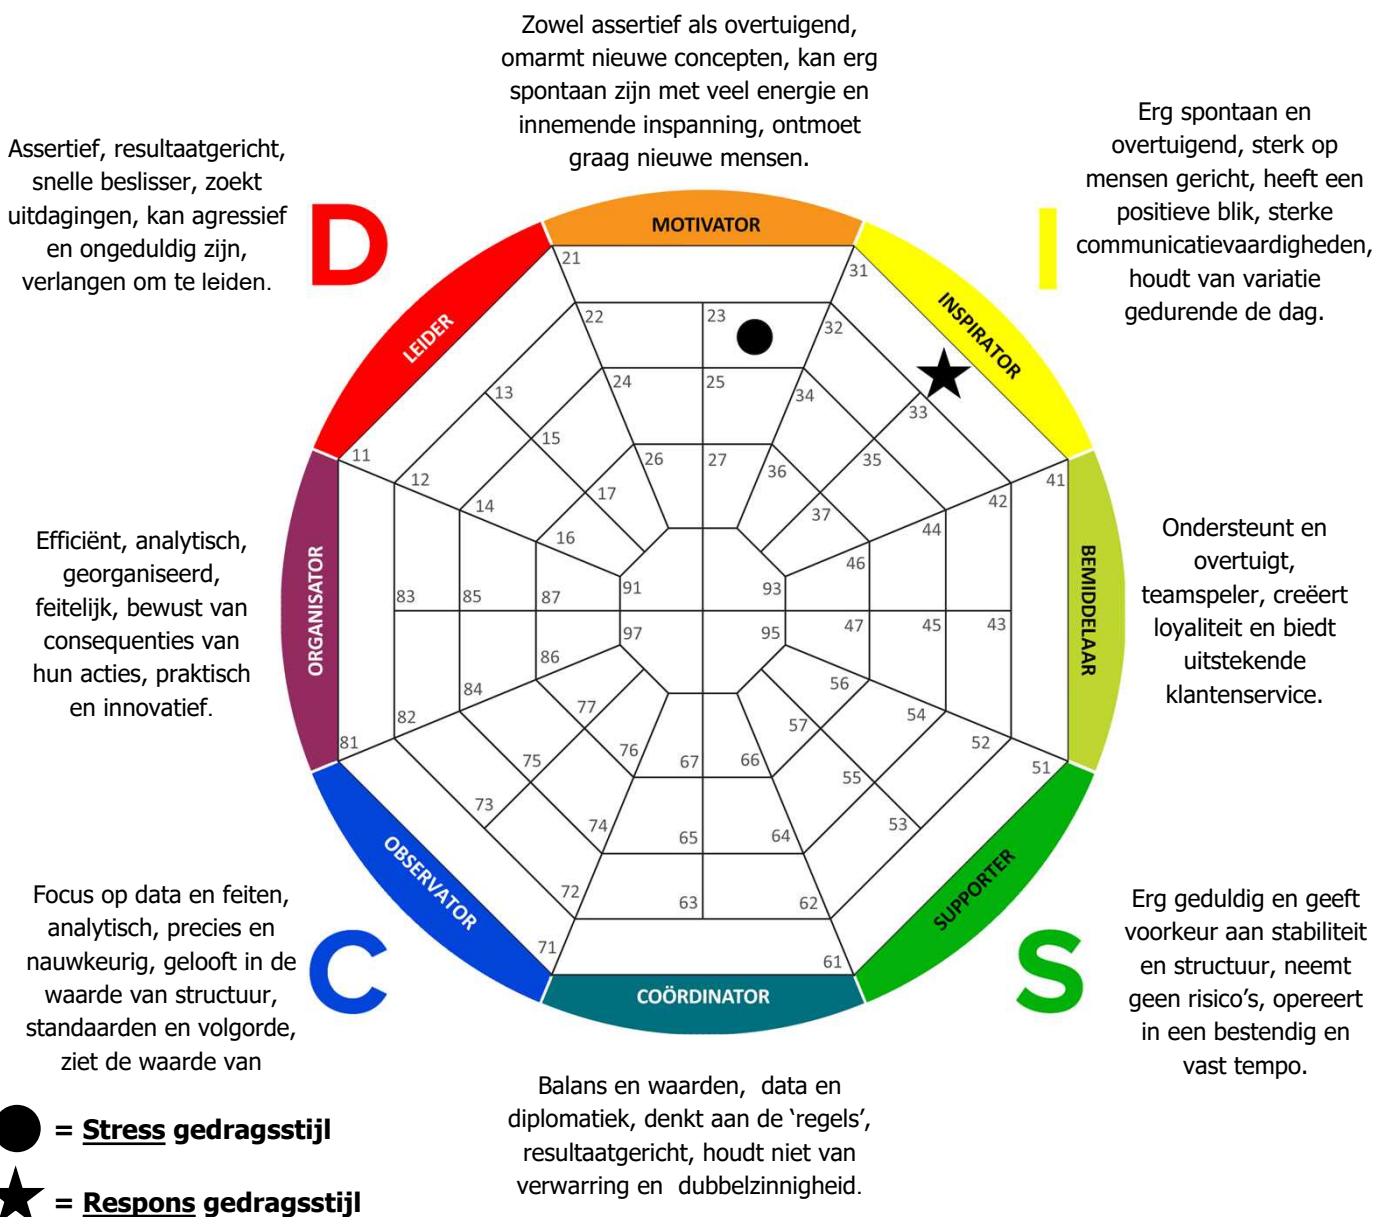 Zowel assertief als overtuigend,
omarmt nieuwe concepten, kan erg
spontaan zijn met veel energie en
innemende inspanning, ontmoet
graag nieuwe mensen.
Assertief, resultaatgericht,
snelle beslisser, zoekt
uitdagingen, kan agressief
en ongeduldig zijn,
verlangen om te leiden.
D
I
Erg spontaan en
overtuigend, sterk op
mensen gericht, heeft een
positieve blik, sterke
communicatievaardigheden,
houdt van variatie
gedurende de dag.
MOTIVATOR
LEIDER
INSPIRATOR
21
31
22
23
32
13
24
25
34
33
15
26
27
36
35
11
12
14
17
37
16
46
44
42
41
ORGANISATOR
BEMIDDELAAR
83
85
87
91
93
97
95
47
45
43
86
56
84
77
57
54
82
81
75
76
67
66
55
52
51
73
74
65
64
53
72
63
62
71
61
OBSERVATOR
SUPPORTER
COÖRDINATOR
Efficiënt, analytisch,
georganiseerd,
feitelijk, bewust van
consequenties van
hun acties, praktisch
en innovatief.
Ondersteunt en
overtuigt,
teamspeler, creëert
loyaliteit en biedt
uitstekende
klantenservice.
Focus op data en feiten,
analytisch, precies en
nauwkeurig, gelooft in de
waarde van structuur,
standaarden en volgorde,
ziet de waarde van
C
S
Erg geduldig en geeft
voorkeur aan stabiliteit
en structuur, neemt
geen risico's, opereert
in een bestendig en
vast tempo.
Balans en waarden, data en
diplomatiek, denkt aan de 'regels',
resultaatgericht, houdt niet van
verwarring en dubbelzinnigheid.
= Stress gedragsstijl
= Respons gedragsstijl